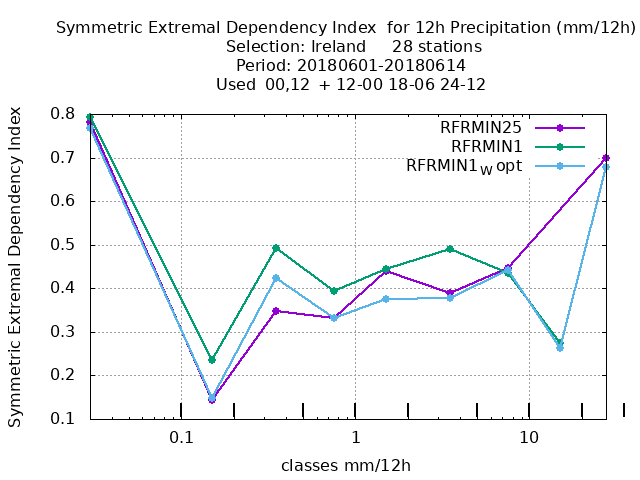 Symmetric Extremal Dependency Index  for 12h Precipitation (mm/12h)
Selection: Ireland     28 stations
Period: 20180601-20180614
Used  00,12  + 12-00 18-06 24-12
Symmetric Extremal Dependency Index
0.8
0.7
0.6
0.5
0.4
0.3
0.2
0.1
RFRMIN25
RFRMIN1
RFRMIN1W opt
0.1
1
10
classes mm/12h